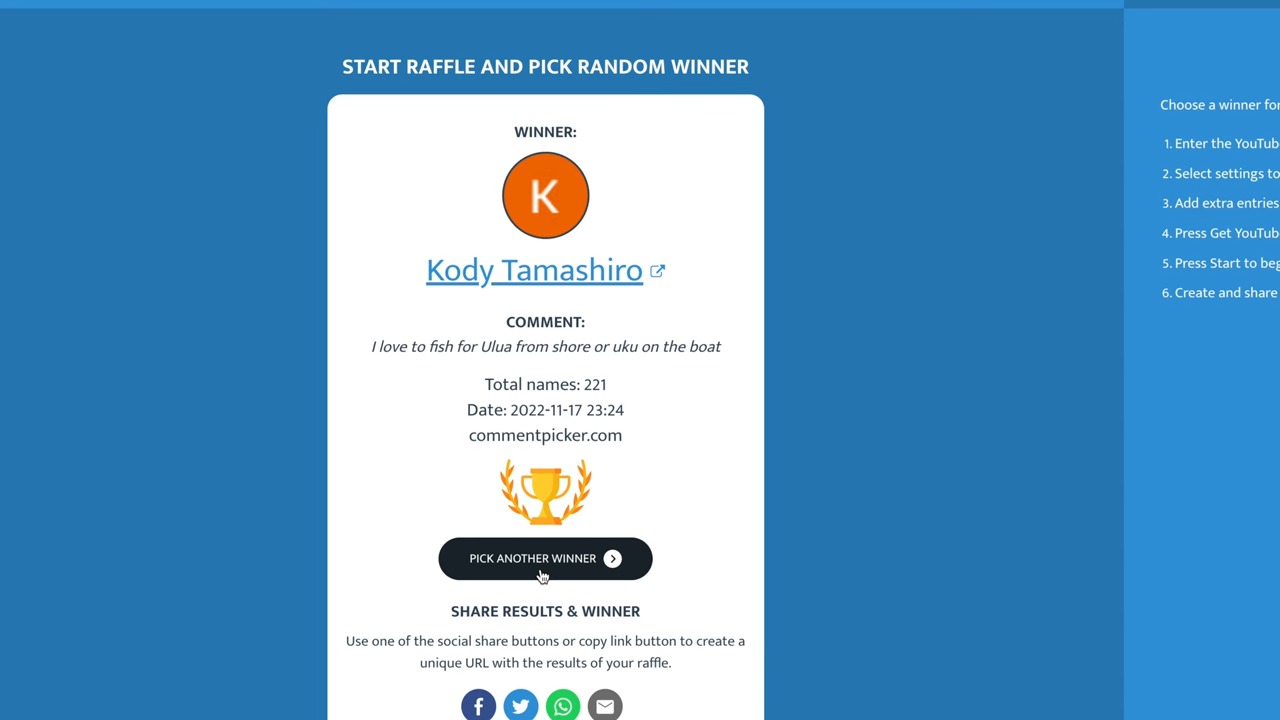 START RAFFLE AND PICK RANDOM WINNER
WINNER:
K
Kody Tamashiro
COMMENT:
I love to fish for Ulua from shore or uku on the boat
Total names: 221
Date: 2022-11-17 23:24
commentpicker.com
PICK ANOTHER WINNER
SHARE RESULTS & WINNER
Use one of the social share buttons or copy link button to create a
unique URL with the results of your raffle.
Choose a winner for
1. Enter the YouTub
2. Select settings to
3. Add extra entries
4. Press Get YouTub
5. Press Start to beg
6. Create and share